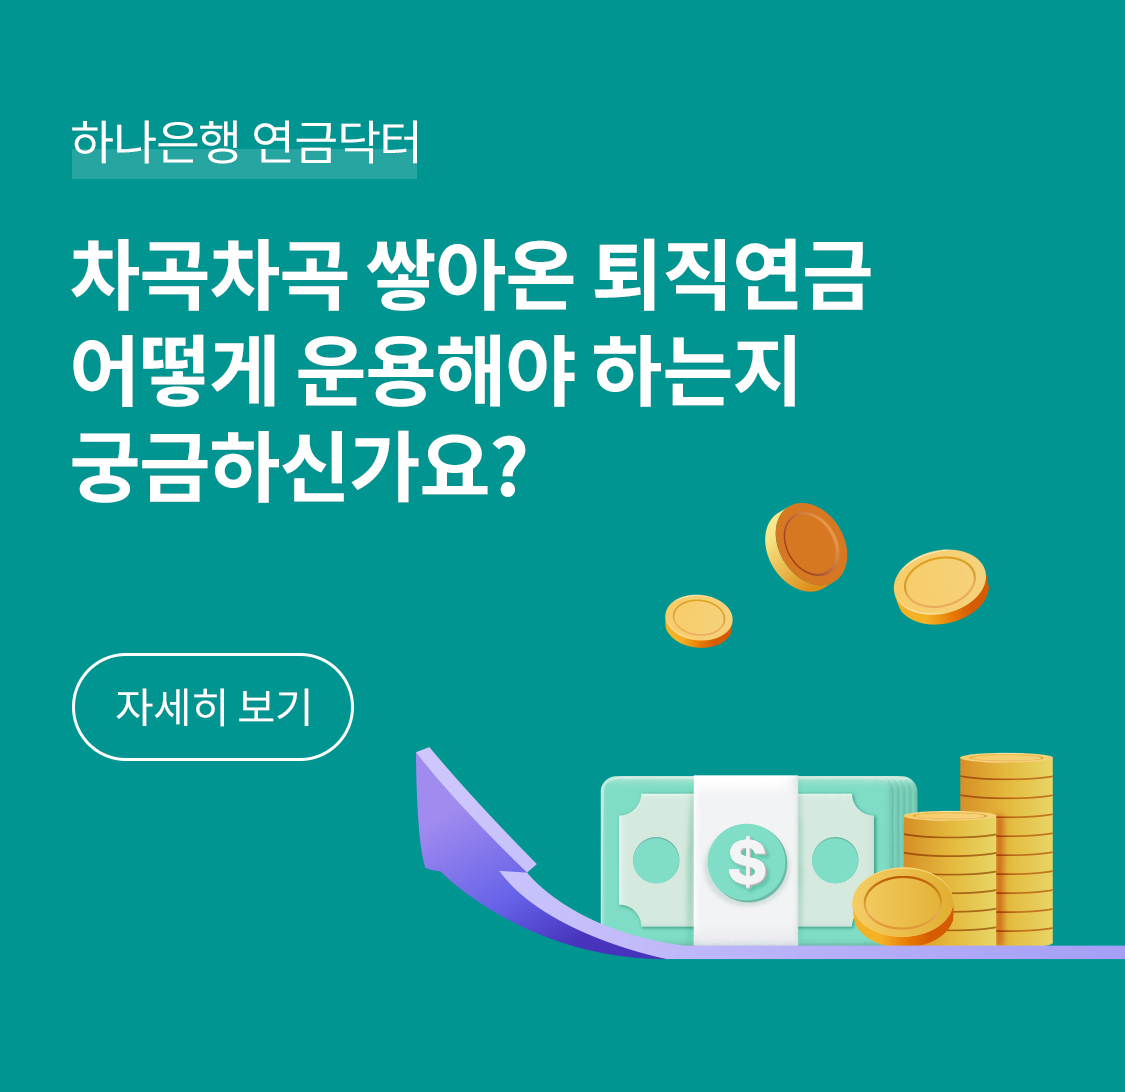 하나은행 연금닥터
차곡차곡 쌓아온 퇴직연금
어떻게 운용해야 하는지
궁금하신가요?
자세히 보기
$